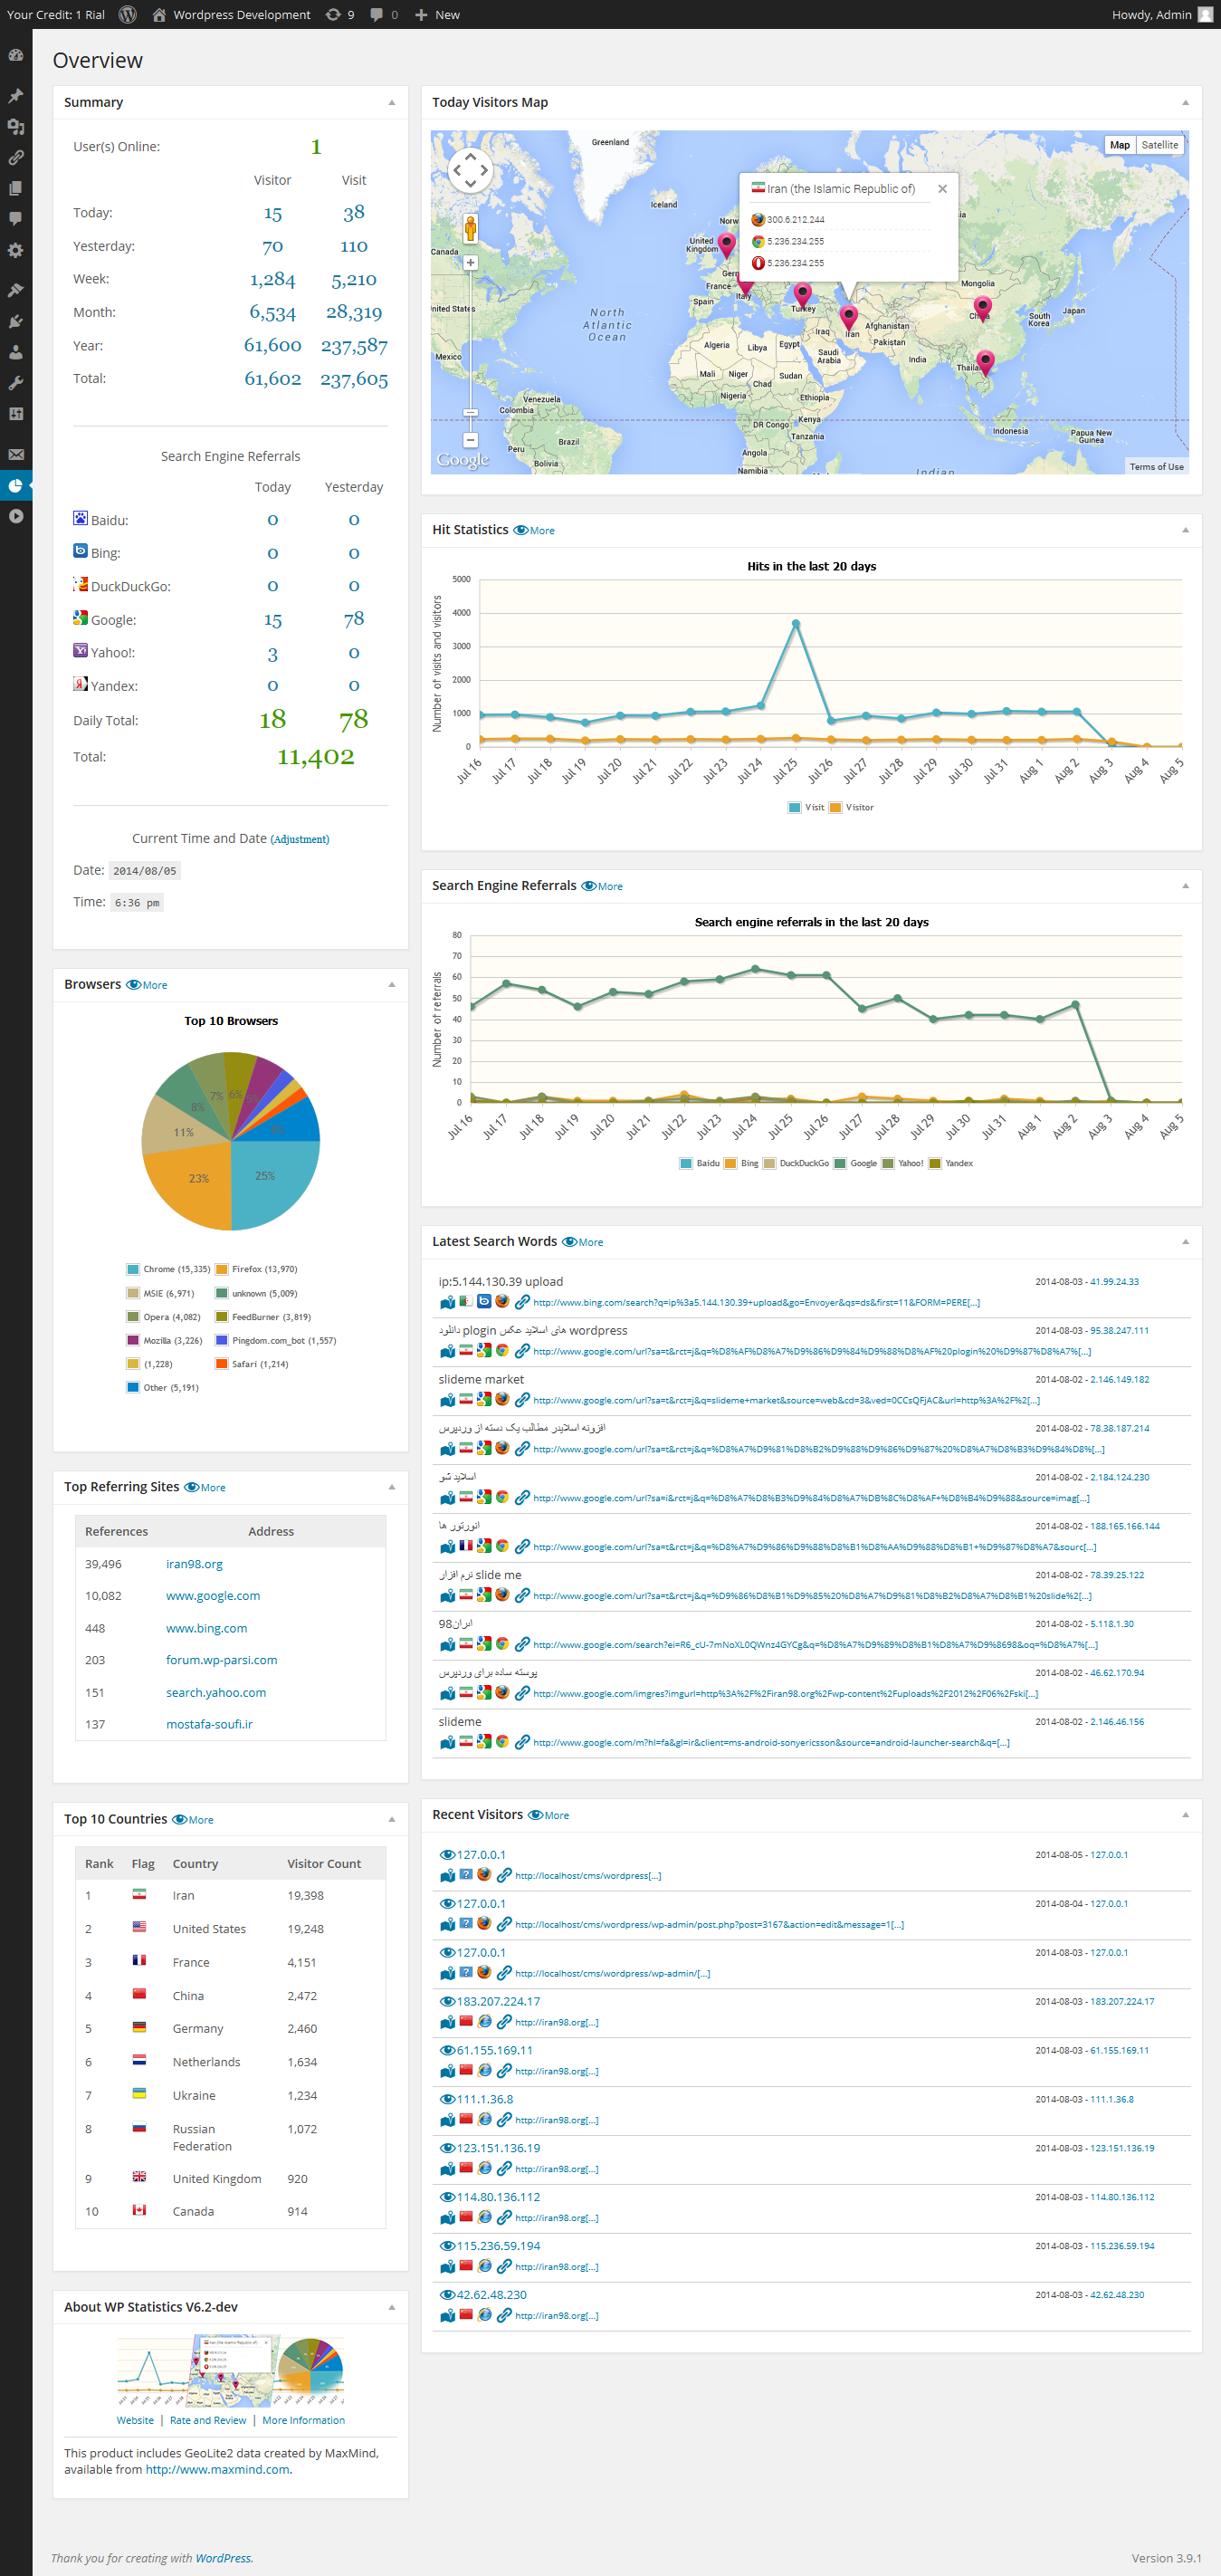 Your Credit: 1 Rial Wordpress Development 9 0 New Howdy, Admin
Overview
Summary
User(s) Online: 1
Visitor Visit
Today: 15 38
Yesterday: 70 110
Week: 1,284 5,210
Month: 6,534 28,319
Year: 61,600 237,587
Total: 61,602 237,605
Search Engine Referrals
Today Yesterday
Baidu: 0 0
Bing: 0 0
DuckDuckGo: 0 0
Google: 15 78
Yahoo!: 3 0
Yandex: 0 0
Daily Total: 18 78
Total: 11,402
Current Time and Date (Adjustment)
Date: 2014/08/05
Time: 6:36 pm
Browsers More
Top 10 Browsers
7% 6%
8%
11%
23% 25%
Chrome (15,335) Firefox (13,970)
MSIE (6,971) unknown (5,009)
Opera (4,082) FeedBurner (3,819)
Mozilla (3,226) Pingdom.com_bot (1,557)
(1,228) Safari (1,214)
Other (5,191)
Top Referring Sites More
References Address
39,496 iran98.org
10,082 www.google.com
448 www.bing.com
203 forum.wp-parsi.com
151 search.yahoo.com
137 mostafa-soufi.ir
Top 10 Countries More
Rank Flag Country Visitor Count
1 Iran 19,398
2 United States 19,248
3 France 4,151
4 China 2,472
5 Germany 2,460
6 Netherlands 1,634
7 Ukraine 1,234
8 Russian Federation 1,072
9 United Kingdom 920
10 Canada 914
About WP Statistics V6.2-dev
Website | Rate and Review | More Information
This product includes GeoLite2 data created by MaxMind,
available from http://www.maxmind.com.
Today Visitors Map
Map Satellite
Iran (the Islamic Republic of)
300.6.212.244
5.236.234.255
5.236.234.255
Greenland
Iceland
Canada
United Kingdom
France
Italy
Spain
Turkey
Mongolia
North Atlantic Ocean
Japan
South Korea
Iraq
Iran
Afghanistan
Pakistan
Mexico
Algeria
Libya
Egypt
Saudi Arabia
India
Mali
Niger
Chad
Sudan
Nigeria
Ethiopia
Venezuela
Colombia
DR Congo
Kenya
Tanzania
Indonesia
Papua New Guinea
Peru
Brazil
Bolivia
Angola
Namibia
Google
Terms of Use
Hit Statistics More
Hits in the last 20 days
Number of visits and visitors
5000
4000
3000
2000
1000
0
Jul 16 Jul 17 Jul 18 Jul 19 Jul 20 Jul 21 Jul 22 Jul 23 Jul 24 Jul 25 Jul 26 Jul 27 Jul 28 Jul 29 Jul 30 Jul 31 Aug 1 Aug 2 Aug 3 Aug 4 Aug 5
Visit Visitor
Search Engine Referrals More
Search engine referrals in the last 20 days
Number of referrals
80
70
60
50
40
30
20
10
0
Jul 16 Jul 17 Jul 18 Jul 19 Jul 20 Jul 21 Jul 22 Jul 23 Jul 24 Jul 25 Jul 26 Jul 27 Jul 28 Jul 29 Jul 30 Jul 31 Aug 1 Aug 2 Aug 3 Aug 4 Aug 5
Baidu Bing DuckDuckGo Google Yahoo! Yandex
Latest Search Words More
ip:5.144.130.39 upload 2014-08-03 - 41.99.24.33
http://www.bing.com/search?q=ip%3a5.144.130.39+upload&go=Envoyer&qs=ds&first=11&FORM=PERE[...]
دانلود plogin های اسلاید عکس wordpress 2014-08-03 - 95.38.247.111
http://www.google.com/url?sa=t&rct=j&q=%D8%AF%D8%A7%D9%86%D9%84%D9%88%D8%AF%20plogin%20%D9%87%D8%A7%[...]
slideme market 2014-08-02 - 2.146.149.182
http://www.google.com/url?sa=t&rct=j&q=slideme+market&source=web&cd=3&ved=0CCsQFjAC&url=http%3A%2F%2[...]
افزونه اسلایدر مطالب یک دسته از وردپرس 2014-08-02 - 78.38.187.214
http://www.google.com/url?sa=t&rct=j&q=%D8%A7%D9%81%D8%B2%D9%88%D9%86%D9%87%20%D8%A7%D8%B3%D9%84%D8%[...]
اسلاید شو 2014-08-02 - 2.184.124.230
http://www.google.com/url?sa=i&rct=j&q=%D8%A7%D8%B3%D9%84%D8%A7%DB%8C%D8%AF+%D8%B4%D9%88&source=imag[...]
انورتور ها 2014-08-02 - 188.165.166.144
http://www.google.com/url?sa=t&rct=j&q=%D8%A7%D9%86%D9%88%D8%B1%D8%AA%D9%88%D8%B1+%D9%87%D8%A7&sourc[...]
نرم افزار slide me 2014-08-02 - 78.39.25.122
http://www.google.com/url?sa=t&rct=j&q=%D9%86%D8%B1%D9%85%20%D8%A7%D9%81%D8%B2%D8%A7%D8%B1%20slide%2[...]
ایران98 2014-08-02 - 5.118.1.30
http://www.google.com/search?ei=R6_cU-7mNoXL0QWnz4GYCg&q=%D8%A7%D9%89%D8%B1%D8%A7%D9%8698&oq=%D8%A7%[...]
پوسته ساده برای وردپرس 2014-08-02 - 46.62.170.94
http://www.google.com/imgres?imgurl=http%3A%2F%2Firan98.org%2Fwp-content%2Fuploads%2F2012%2F06%2Fski[...]
slideme 2014-08-02 - 2.146.46.156
http://www.google.com/m?hl=fa&gl=ir&client=ms-android-sonyericsson&source=android-launcher-search&q=[...]
Recent Visitors More
127.0.0.1 2014-08-05 - 127.0.0.1
http://localhost/cms/wordpress[...]
127.0.0.1 2014-08-04 - 127.0.0.1
http://localhost/cms/wordpress/wp-admin/post.php?post=3167&action=edit&message=1[...]
127.0.0.1 2014-08-03 - 127.0.0.1
http://localhost/cms/wordpress/wp-admin/[...]
183.207.224.17 2014-08-03 - 183.207.224.17
http://iran98.org[...]
61.155.169.11 2014-08-03 - 61.155.169.11
http://iran98.org[...]
111.1.36.8 2014-08-03 - 111.1.36.8
http://iran98.org[...]
123.151.136.19 2014-08-03 - 123.151.136.19
http://iran98.org[...]
114.80.136.112 2014-08-03 - 114.80.136.112
http://iran98.org[...]
115.236.59.194 2014-08-03 - 115.236.59.194
http://iran98.org[...]
42.62.48.230 2014-08-03 - 42.62.48.230
http://iran98.org[...]
Thank you for creating with WordPress. Version 3.9.1